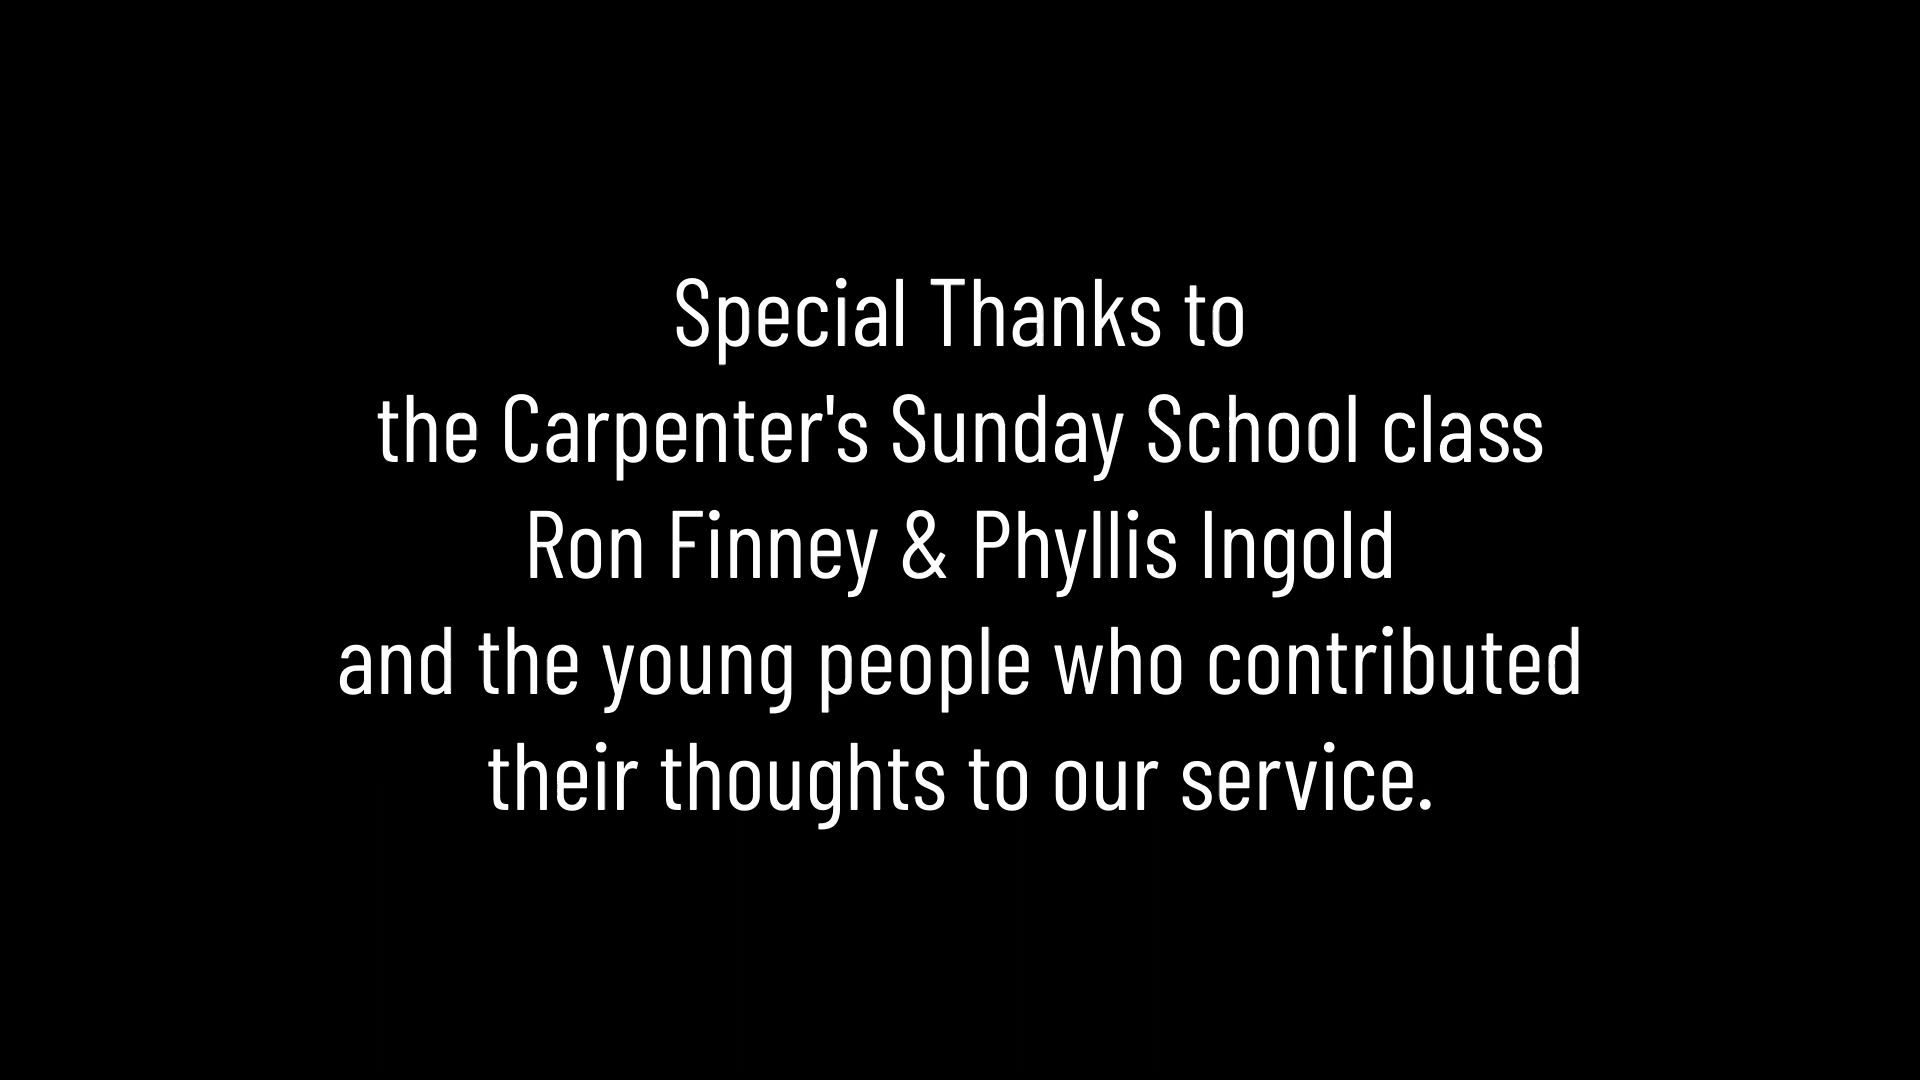 Special Thanks to
the Carpenter's Sunday School class
Ron Finney & Phyllis Ingold
and the young people who contributed
their thoughts to our service.